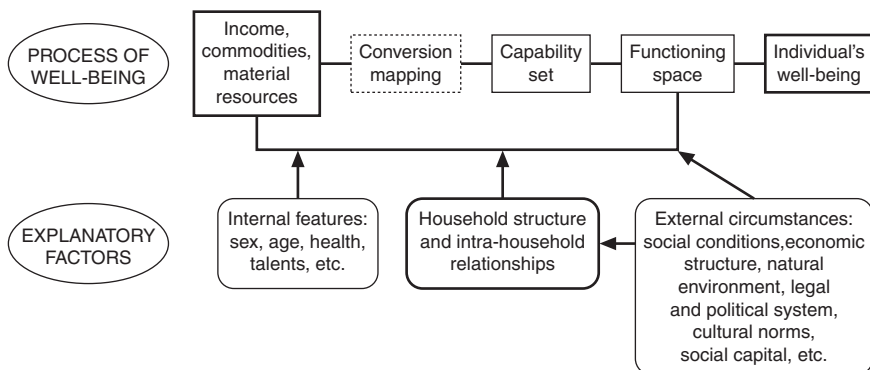 PROCESS OF
WELL-BEING
Income,
commodities,
material
resources
Conversion
mapping
Capability
set
Functioning
space
Individual's
well-being
EXPLANATORY
FACTORS
Internal features:
sex, age, health,
talents, etc.
Household structure
and intra-household
relationships
External circumstances:
social conditions,economic
structure, natural
environment, legal
and political system,
cultural norms,
social capital, etc.